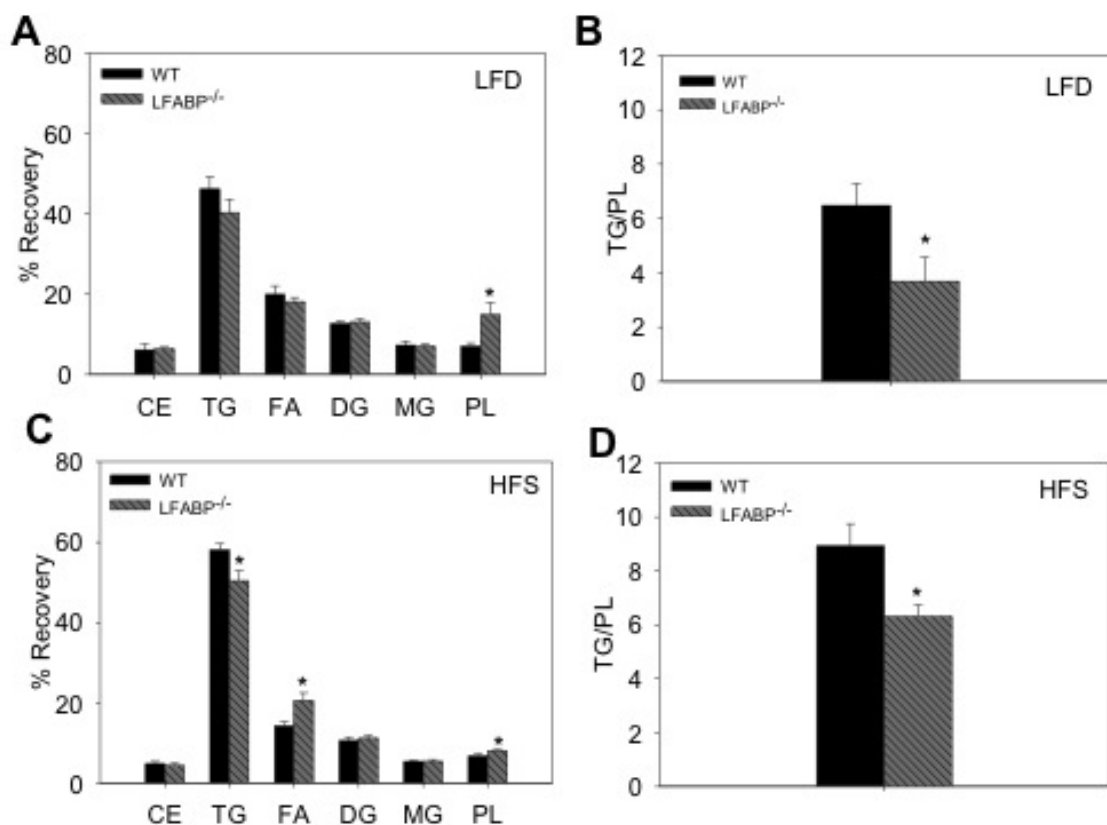 A
80
60
40
20
0
% Recovery
WT
LFABP-/-
LFD
*
CE TG FA DG MG PL
B
12
10
8
6
4
2
0
TG/PL
WT
LFABP-/-
LFD
*
C
80
60
40
20
0
% Recovery
WT
LFABP-/-
HFS
*
*
*
CE TG FA DG MG PL
D
12
10
8
6
4
2
0
TG/PL
WT
LFABP-/-
HFS
*